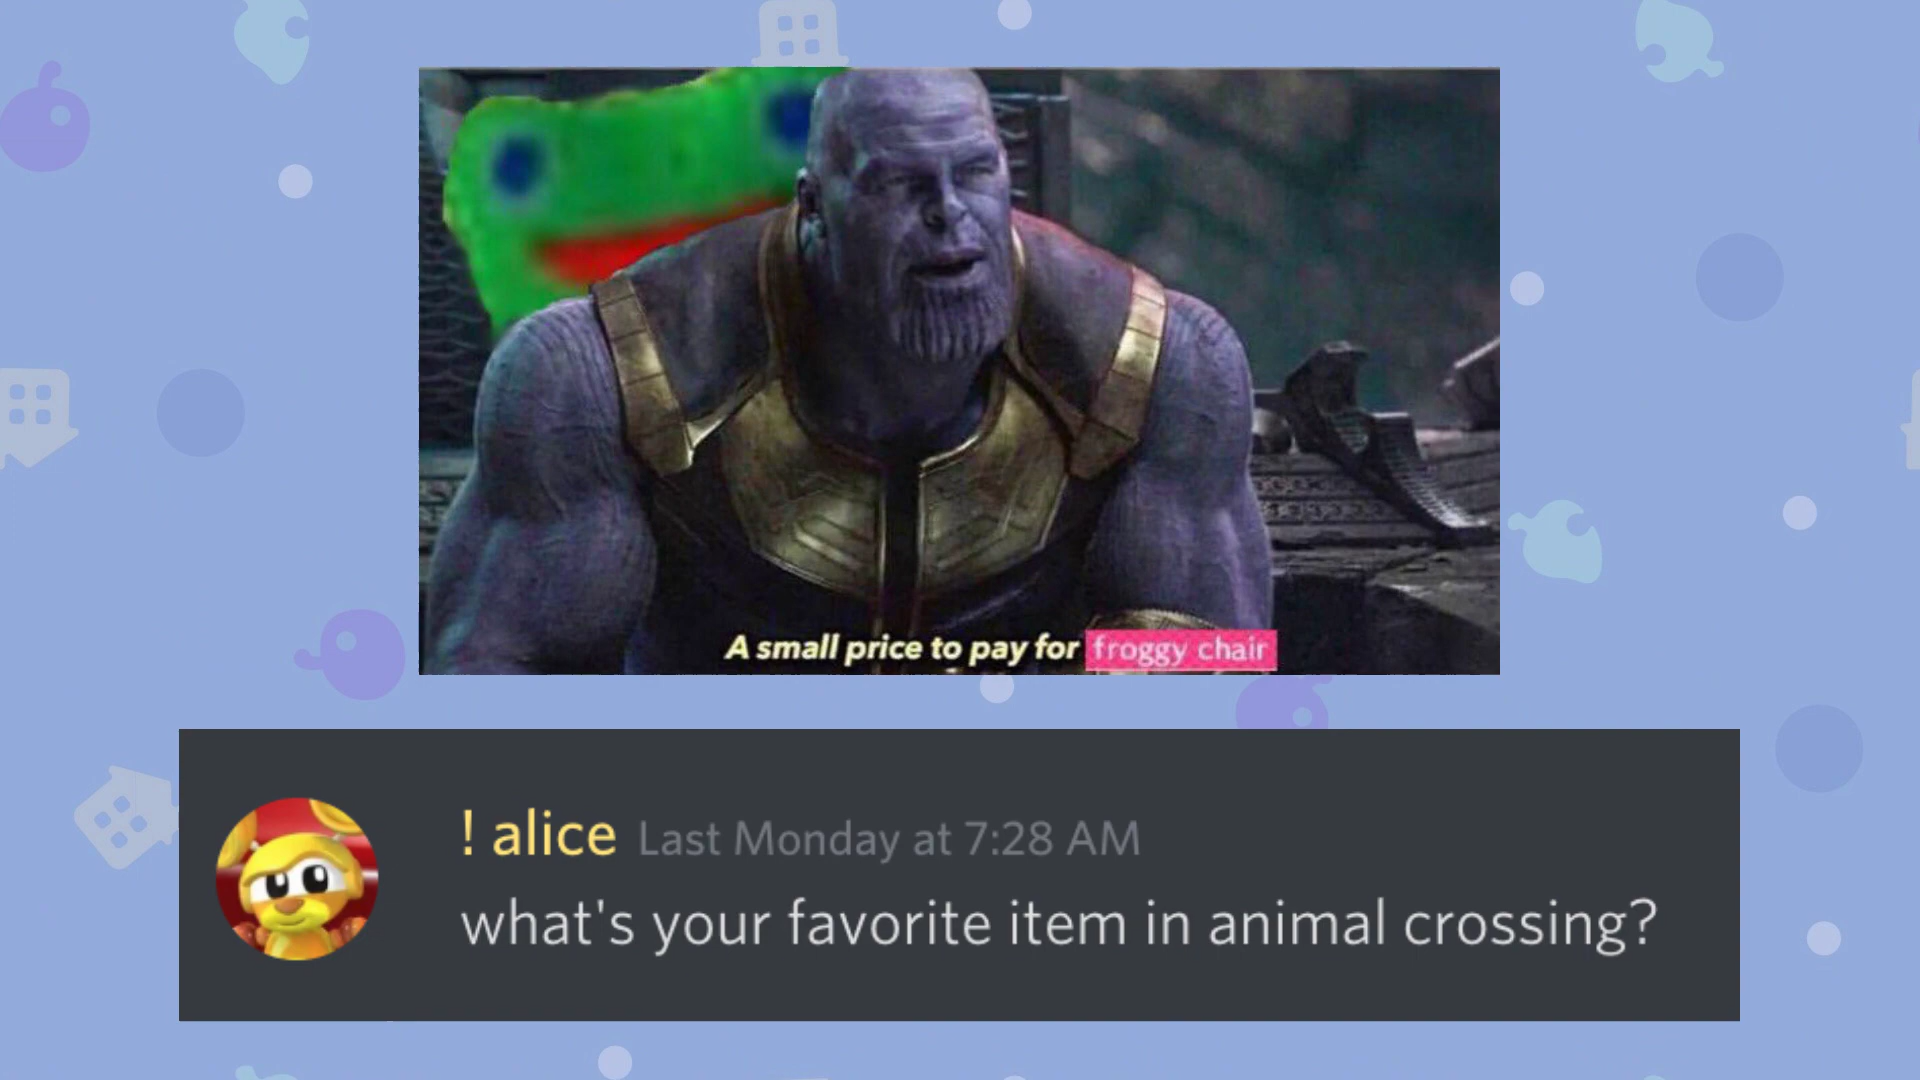 A small price to pay for froggy chair
! alice Last Monday at 7:28 AM
what's your favorite item in animal crossing?